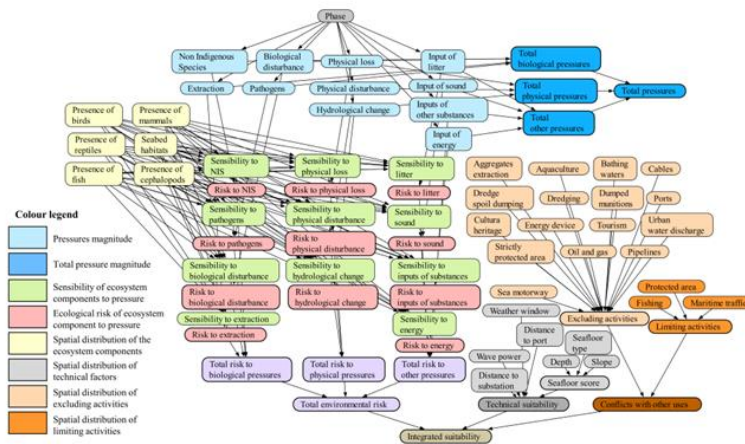 Phase
Non Indigenous
Species
Biological
disturbance
Physical loss
Input of
litter
Total
biological pressures
Extraction
Pathogens
Physical disturbance
Input of sound
Total
physical pressures
Total pressures
Hydrological change
Inputs of
other substances
Total
other pressures
Input of
energy
Presence of
birds
Presence of
mammals
Presence of
reptiles
Seabed
habitats
Presence of
fish
Presence of
cephalopods
Sensibility to
NIS
Sensibility to
physical loss
Sensibility to
litter
Risk to NIS
Risk to physical loss
Risk to litter
Sensibility to
pathogens
Sensibility to
physical disturbance
Sensibility to
sound
Risk to pathogens
Risk to
physical disturbance
Risk to sound
Sensibility to
biological disturbance
Sensibility to
hydrological change
Sensibility to
inputs of substances
Risk to
biological disturbance
Risk to
hydrological change
Risk to
inputs of substances
Sensibility to extraction
Sensibility to
energy
Risk to extraction
Risk to energy
Total risk to
biological pressures
Total risk to
physical pressures
Total risk to
other pressures
Total environmental risk
Aggregates
extraction
Aquaculture
Bathing
waters
Cables
Dredge
spoil dumping
Dredging
Dumped
munitions
Ports
Cultura
heritage
Energy device
Tourism
Urban
water discharge
Strictly
protected area
Oil and gas
Pipelines
Sea motorway
Protected area
Fishing
Maritime traffic
Weather window
Excluding activities
Limiting activities
Distance
to port
Seafloor
type
Wave power
Depth
Slope
Distance to
substation
Seafloor score
Technical suitability
Conflicts with other uses
Integrated suitability
Colour legend
Pressures magnitude
Total pressure magnitude
Sensibility of ecosystem
components to pressure
Ecological risk of ecosystem
component to pressure
Spatial distribution of the
ecosystem components
Spatial distribution of
technical factors
Spatial distribution of
excluding activities
Spatial distribution of
limiting activities